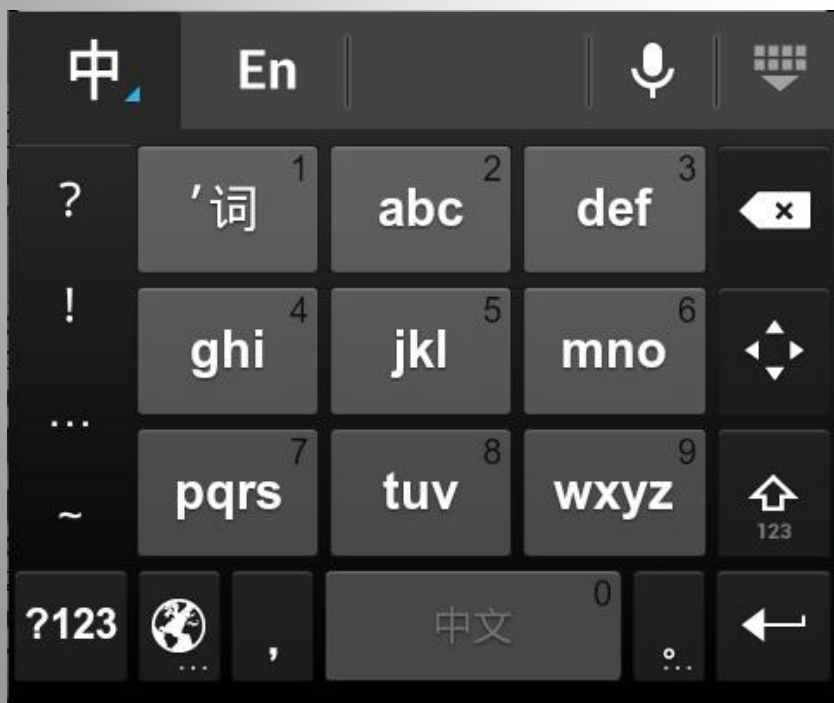 中 En
? '词 1 abc 2 def 3
! ghi 4 jkl 5 mno 6
...
~ pqrs 7 tuv 8 wxyz 9 123
?123 ... , 中文 0 。...